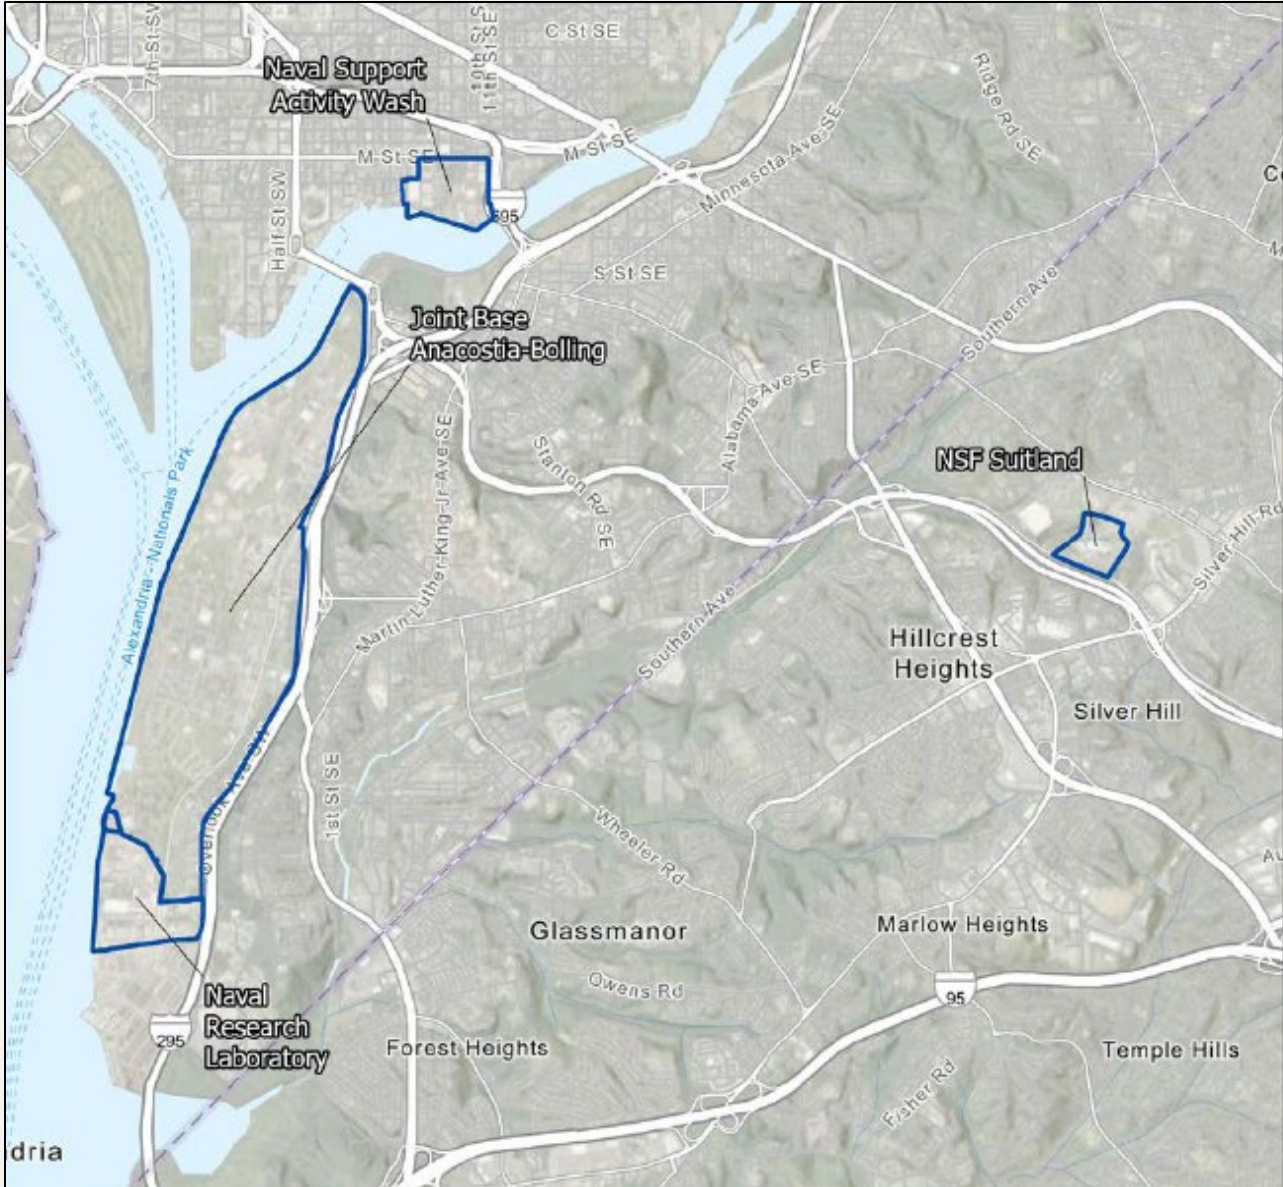 C St SE
7th St SW
10th St S
11th St SE
Naval Support
Activity Wash
Ridge Rd SE
M St SE
M St SE
Minnesota Ave SE
Half St SW
695
S St SE
Southern Ave
Joint Base
Anacostia-Bolling
Alabama Ave SE
Stanton Rd SE
NSF Suitland
Alexandria - Nationals Park
Martin Luther King Jr Ave SE
Silver Hill Rd
Southern Ave
Hillcrest
Heights
Silver Hill
Overlook Ave SW
1st St SE
Wheeler Rd
Glassmanor
Marlow Heights
Owens Rd
95
Naval
Research
Laboratory
295
Forest Heights
Temple Hills
Fisher Rd
dria